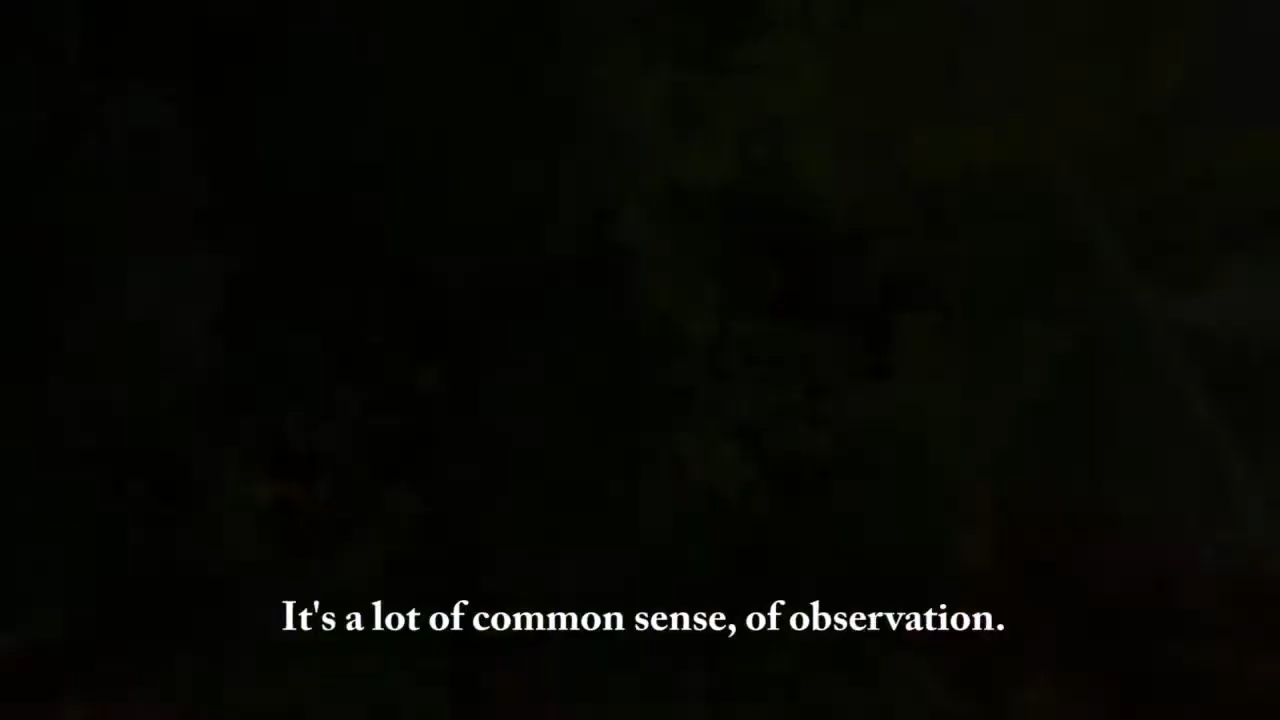 It's a lot of common sense, of observation.